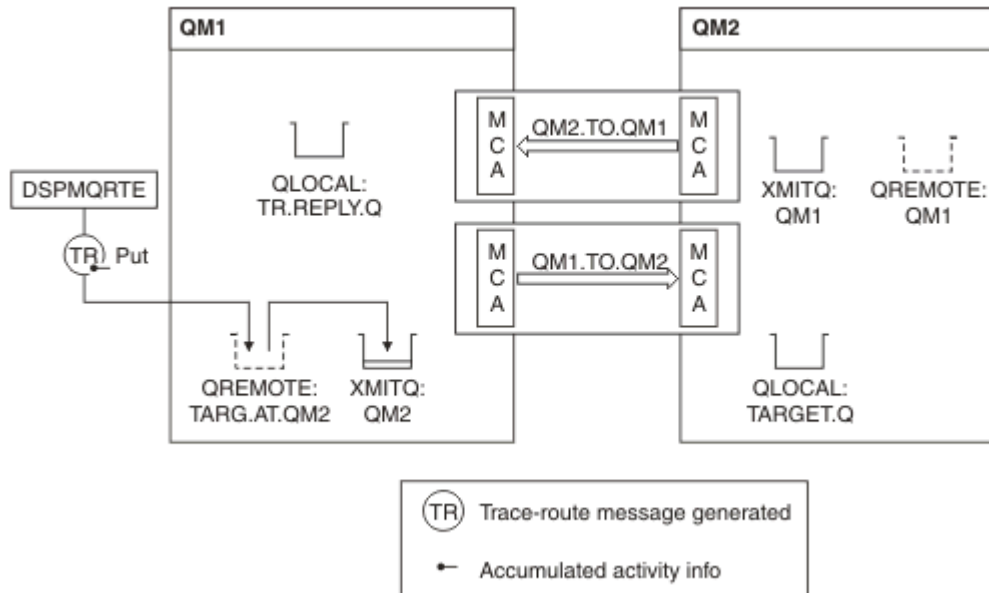 QM1
QM2
M
C
A
QM2.TO.QM1
M
C
A
QLOCAL:
TR.REPLY.Q
XMITQ:
QM1
QREMOTE:
QM1
DSPMQRTE
TR
Put
M
C
A
QM1.TO.QM2
M
C
A
QREMOTE:
TARG.AT.QM2
XMITQ:
QM2
QLOCAL:
TARGET.Q
TR Trace-route message generated
Accumulated activity info